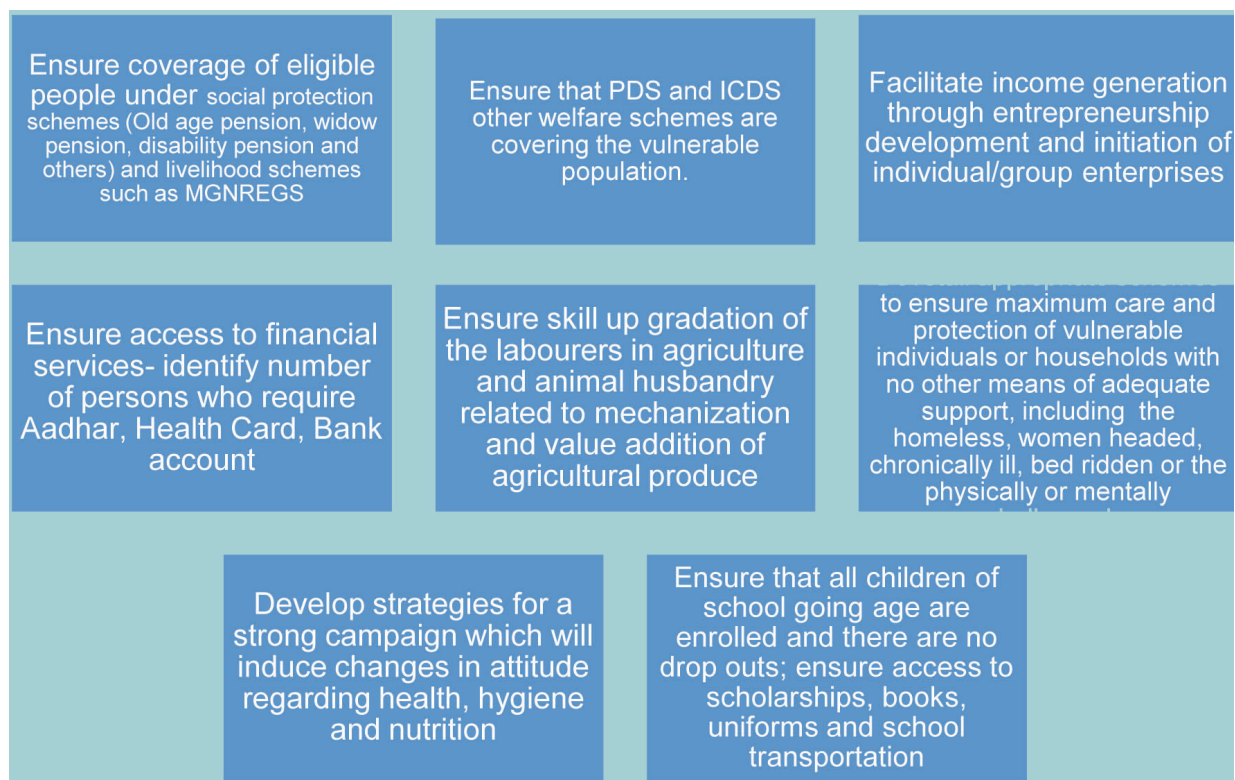 Ensure coverage of eligible
people under social protection
schemes (Old age pension, widow
pension, disability pension and
others) and livelihood schemes
such as MGNREGS
Ensure that PDS and ICDS
other welfare schemes are
covering the vulnerable
population.
Facilitate income generation
through entrepreneurship
development and initiation of
individual/group enterprises
Ensure access to financial
services- identify number
of persons who require
Aadhar, Health Card, Bank
account
Ensure skill up gradation of
the labourers in agriculture
and animal husbandry
related to mechanization
and value addition of
agricultural produce
to ensure maximum care and
protection of vulnerable
individuals or households with
no other means of adequate
support, including the
homeless, women headed,
chronically ill, bed ridden or the
physically or mentally
Develop strategies for a
strong campaign which will
induce changes in attitude
regarding health, hygiene
and nutrition
Ensure that all children of
school going age are
enrolled and there are no
drop outs; ensure access to
scholarships, books,
uniforms and school
transportation